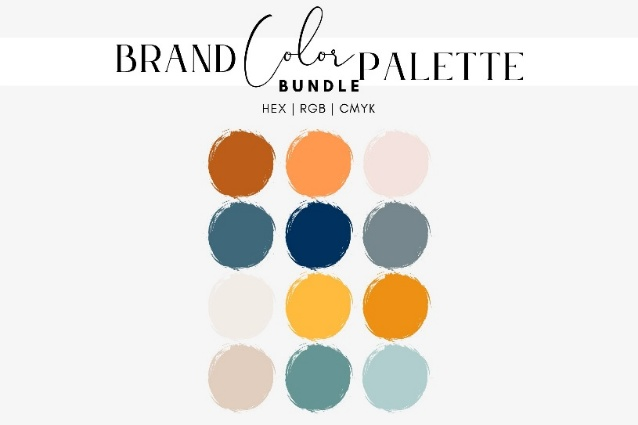 BRAND Color PALETTE
BUNDLE
HEX | RGB | CMYK